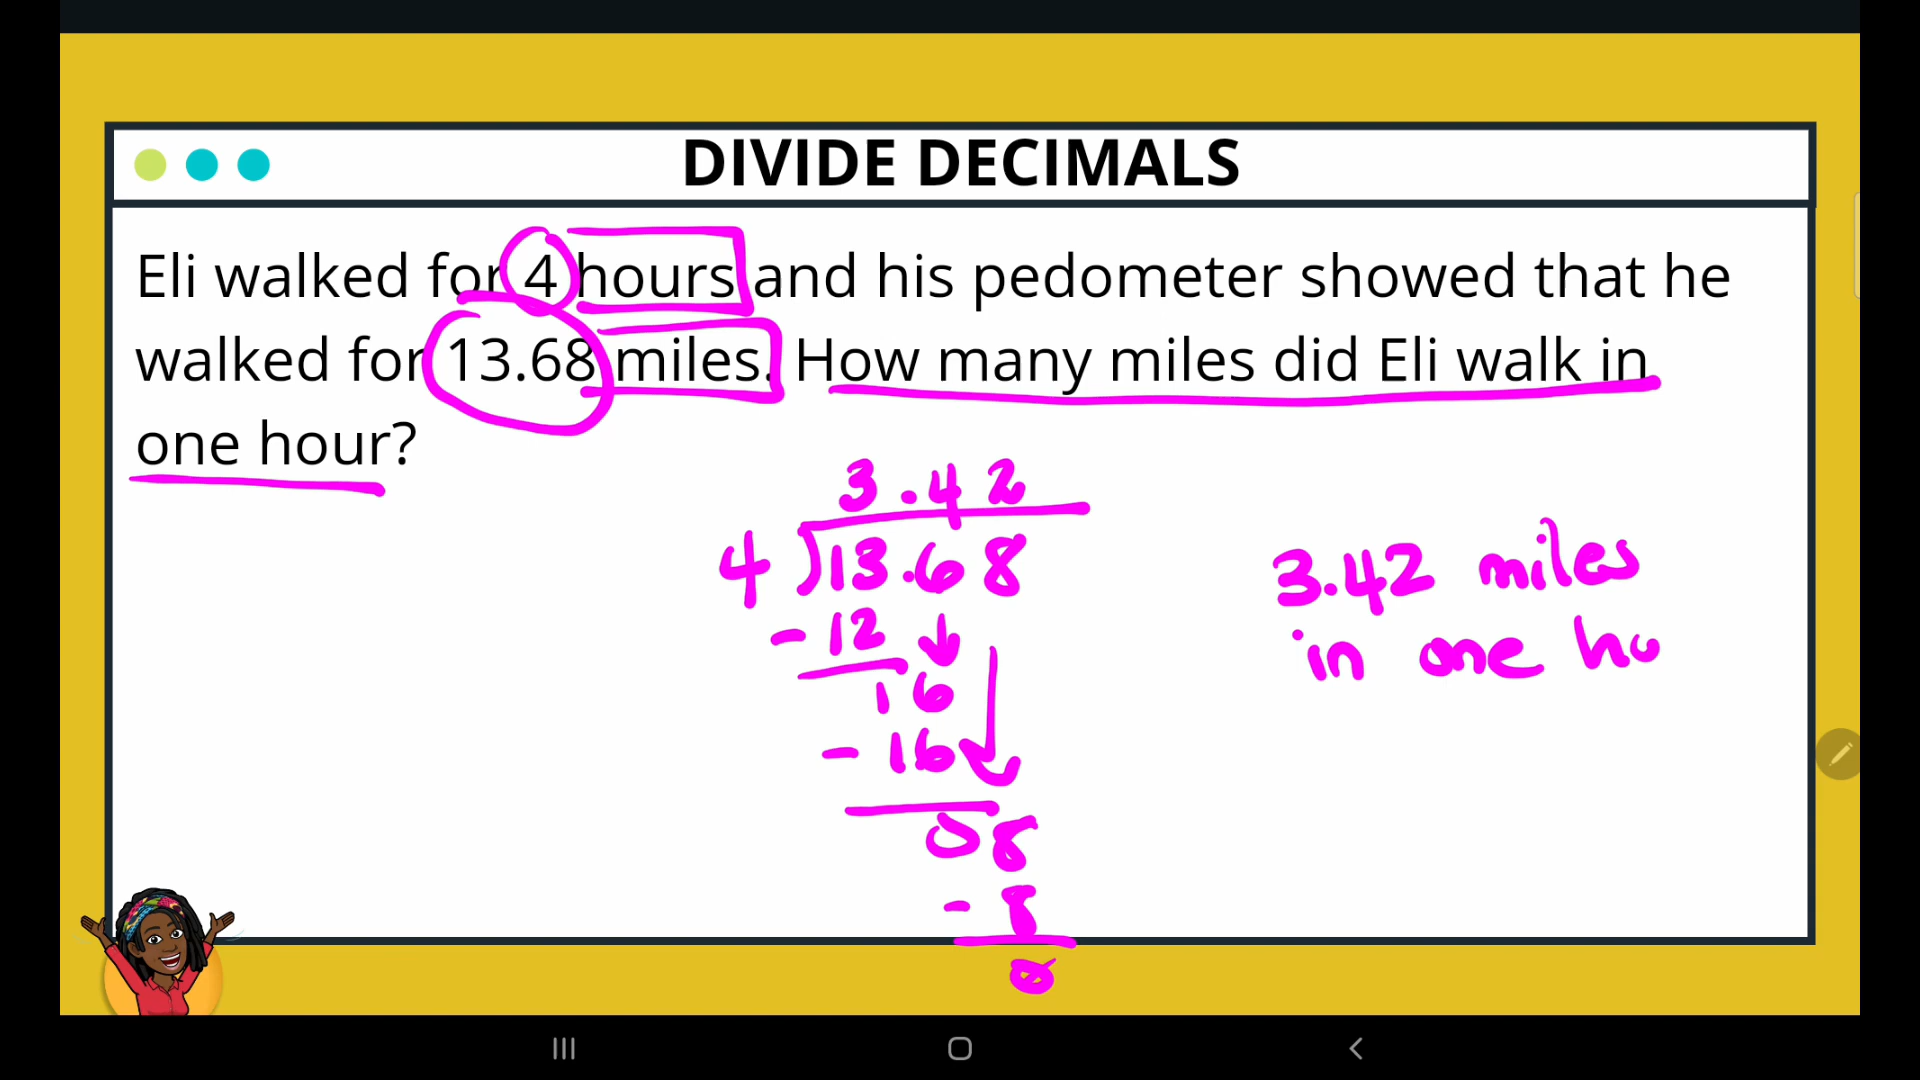 DIVIDE DECIMALS
Eli walked for 4 hours and his pedometer showed that he
walked for 13.68 miles. How many miles did Eli walk in
one hour?
3.42
4)13.68
-12
16
-16
08
-8
0
3.42 miles
in one ho